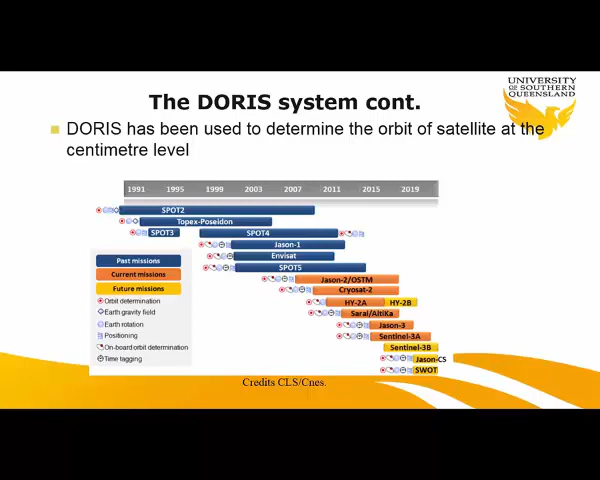 UNIVERSITY
OF SOUTHERN
QUEENSLAND
The DORIS system cont.
DORIS has been used to determine the orbit of satellite at the
centimetre level
1991 1995 1999 2003 2007 2011 2015 2019
SPOT2
Topex-Poseidon
SPOT3 SPOT4
Jason-1
Envisat
SPOT5
Jason-2/OSTM
Cryosat-2
HY-2A HY-2B
Saral/AltiKa
Jason-3
Sentinel-3A
Sentinel-3B
Jason-CS
SWOT
Past missions
Current missions
Future missions
Orbit determination
Earth gravity field
Earth rotation
Positioning
On-board orbit determination
Time tagging
Credits CLS/Cnes.